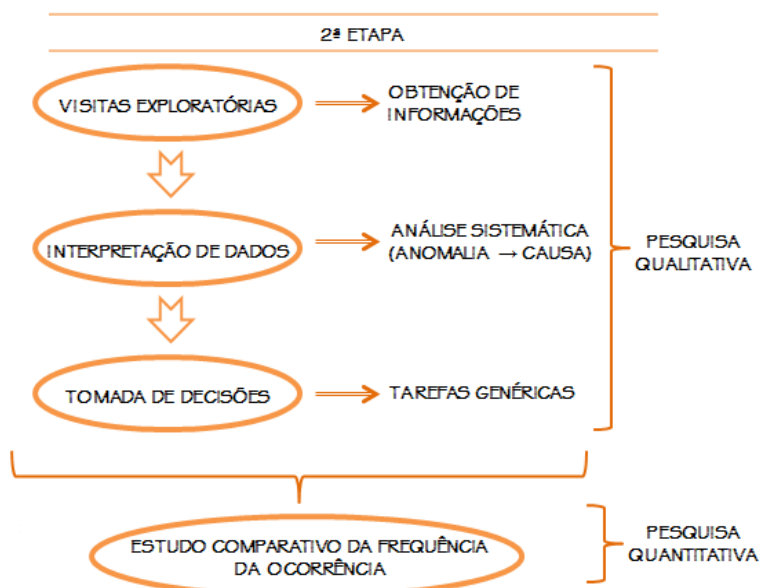 2ª ETAPA
VISITAS EXPLORATÓRIAS
OBTENÇÃO DE
INFORMAÇÕES
INTERPRETAÇÃO DE DADOS
ANÁLISE SISTEMÁTICA
(ANOMALIA → CAUSA)
PESQUISA
QUALITATIVA
TOMADA DE DECISÕES
TAREFAS GENÉRICAS
ESTUDO COMPARATIVO DA FREQUÊNCIA
DA OCORRÊNCIA
PESQUISA
QUANTITATIVA